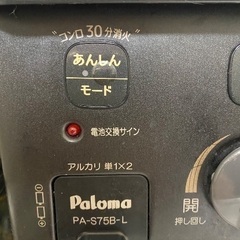 "コンロ30分消火"
あんしん
モード
電池交換サイン
アルカリ 単1×2
Paloma
PA-S75B-L
開
押し回し